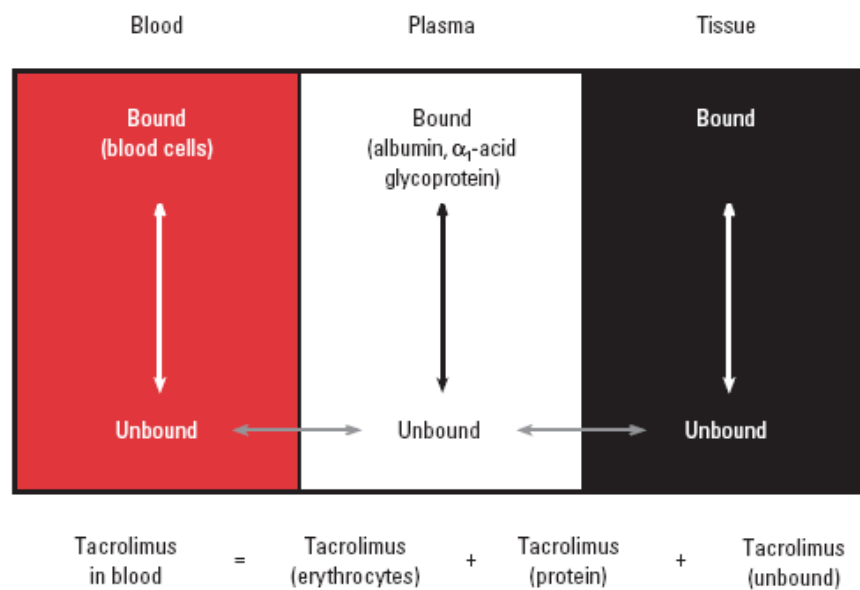 Blood Plasma Tissue
Bound Bound Bound
(blood cells) (albumin, α₁-acid
glycoprotein)
Unbound Unbound Unbound
Tacrolimus = Tacrolimus + Tacrolimus + Tacrolimus
in blood (erythrocytes) (protein) (unbound)